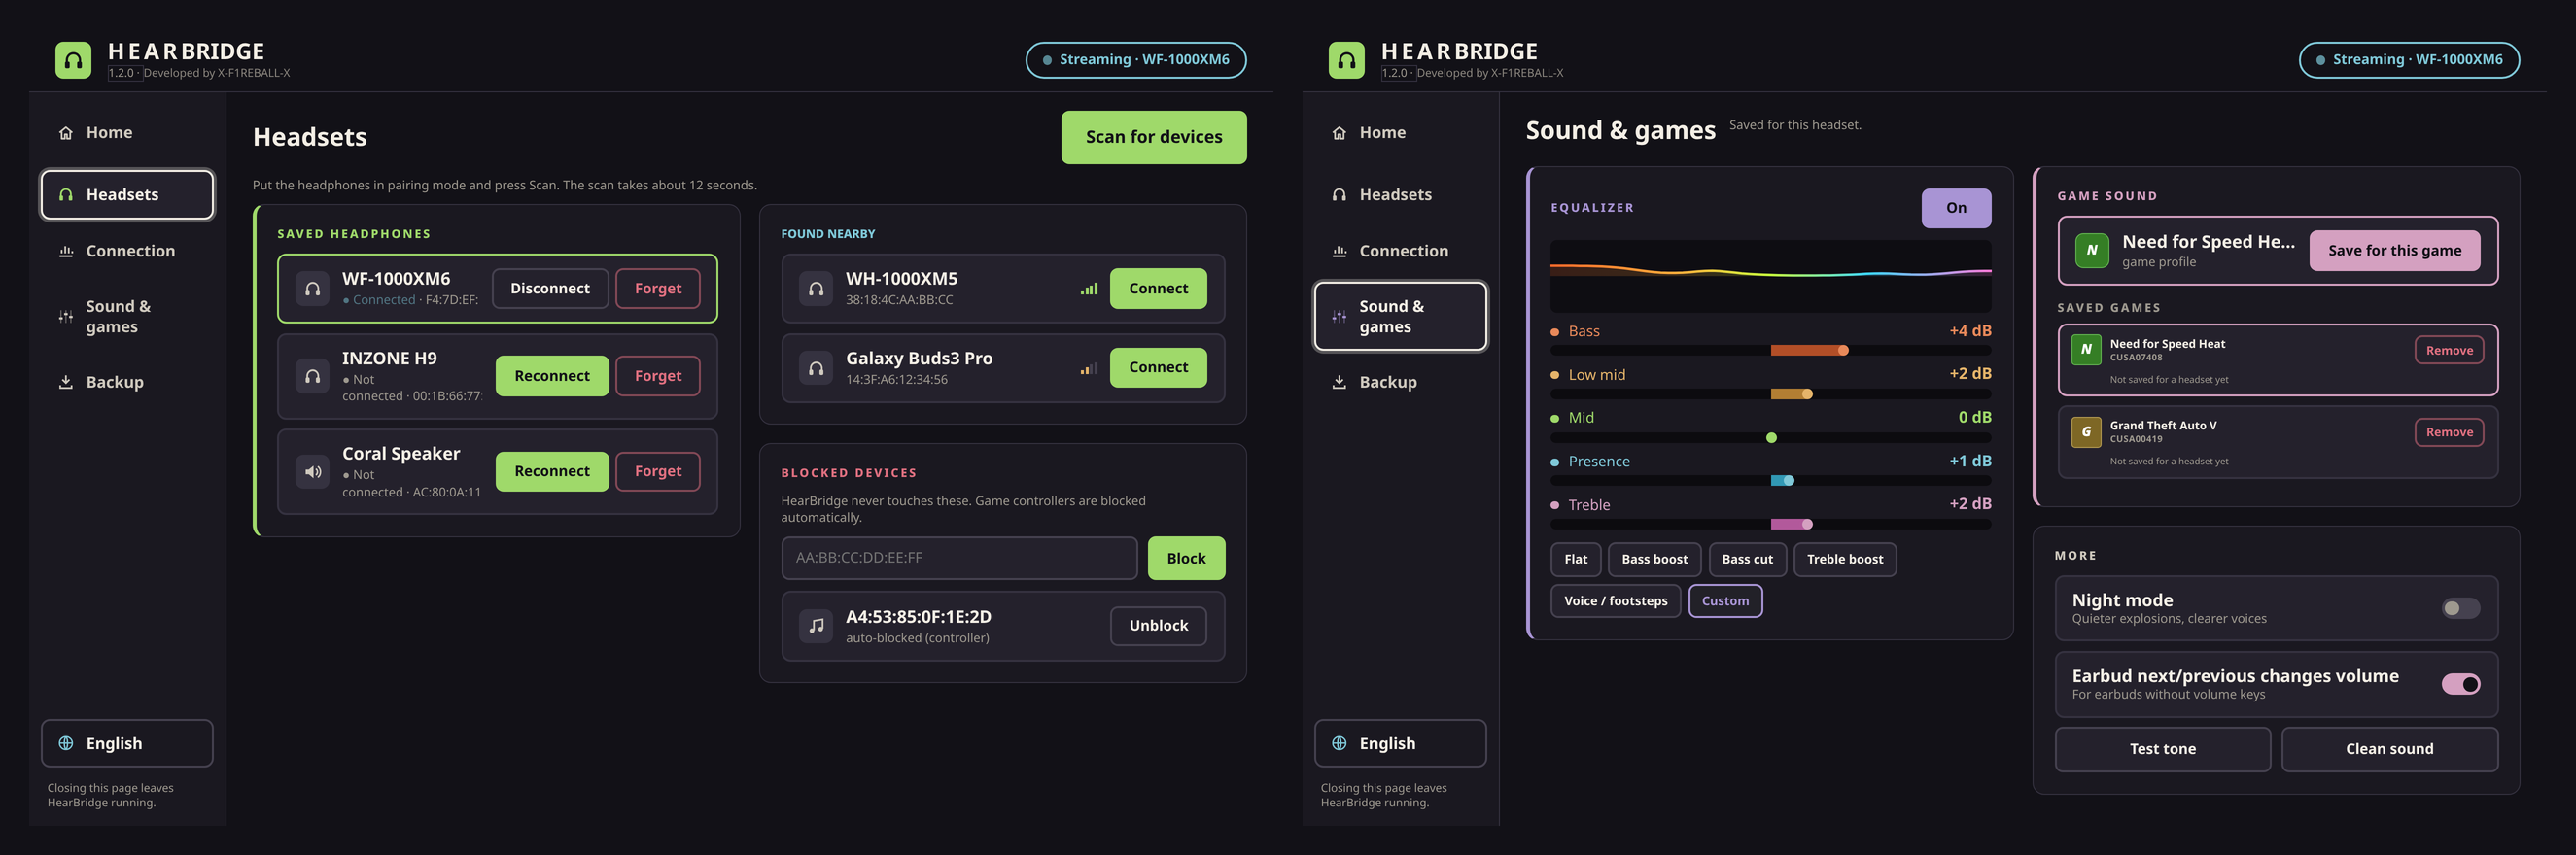 HEARBRIDGE
1.2.0 · Developed by X-F1REBALL-X
Streaming · WF-1000XM6
Home
Headsets
Connection
Sound &
games
Backup
English
Closing this page leaves
HearBridge running.
Headsets
Scan for devices
Put the headphones in pairing mode and press Scan. The scan takes about 12 seconds.
SAVED HEADPHONES
WF-1000XM6
● Connected · F4:7D:EF:
Disconnect
Forget
INZONE H9
● Not
connected · 00:1B:66:77:
Reconnect
Forget
Coral Speaker
● Not
connected · AC:80:0A:11
Reconnect
Forget
FOUND NEARBY
WH-1000XM5
38:18:4C:AA:BB:CC
Connect
Galaxy Buds3 Pro
14:3F:A6:12:34:56
Connect
BLOCKED DEVICES
HearBridge never touches these. Game controllers are blocked
automatically.
AA:BB:CC:DD:EE:FF
Block
A4:53:85:0F:1E:2D
auto-blocked (controller)
Unblock
HEARBRIDGE
1.2.0 · Developed by X-F1REBALL-X
Streaming · WF-1000XM6
Home
Headsets
Connection
Sound &
games
Backup
English
Closing this page leaves
HearBridge running.
Sound & games
Saved for this headset.
EQUALIZER
On
Bass +4 dB
Low mid +2 dB
Mid 0 dB
Presence +1 dB
Treble +2 dB
Flat
Bass boost
Bass cut
Treble boost
Voice / footsteps
Custom
GAME SOUND
N
Need for Speed He...
game profile
Save for this game
SAVED GAMES
N
Need for Speed Heat
CUSA07408
Not saved for a headset yet
Remove
G
Grand Theft Auto V
CUSA00419
Not saved for a headset yet
Remove
MORE
Night mode
Quieter explosions, clearer voices
Earbud next/previous changes volume
For earbuds without volume keys
Test tone
Clean sound